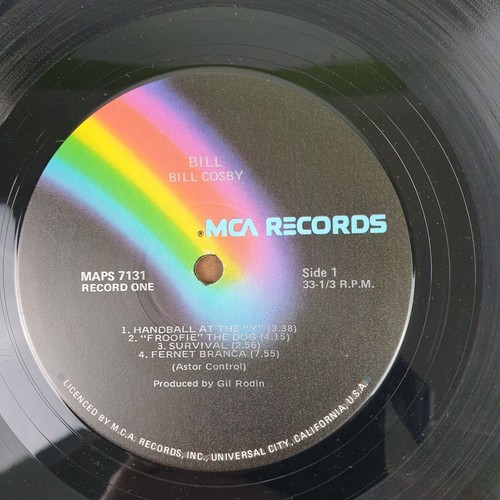 BILL
BILL COSBY
®MCA RECORDS
MAPS 7131
RECORD ONE
Side 1
33-1/3 R.P.M.
1. HANDBALL AT THE "Y" (3.38)
2. "FROOFIE" THE DOG (4.15)
3. SURVIVAL (2.56)
4. FERNET BRANCA (7.55)
(Astor Control)
Produced by Gil Rodin
LICENCED BY M.C.A. RECORDS, INC., UNIVERSAL CITY, CALIFORNIA, U.S.A.